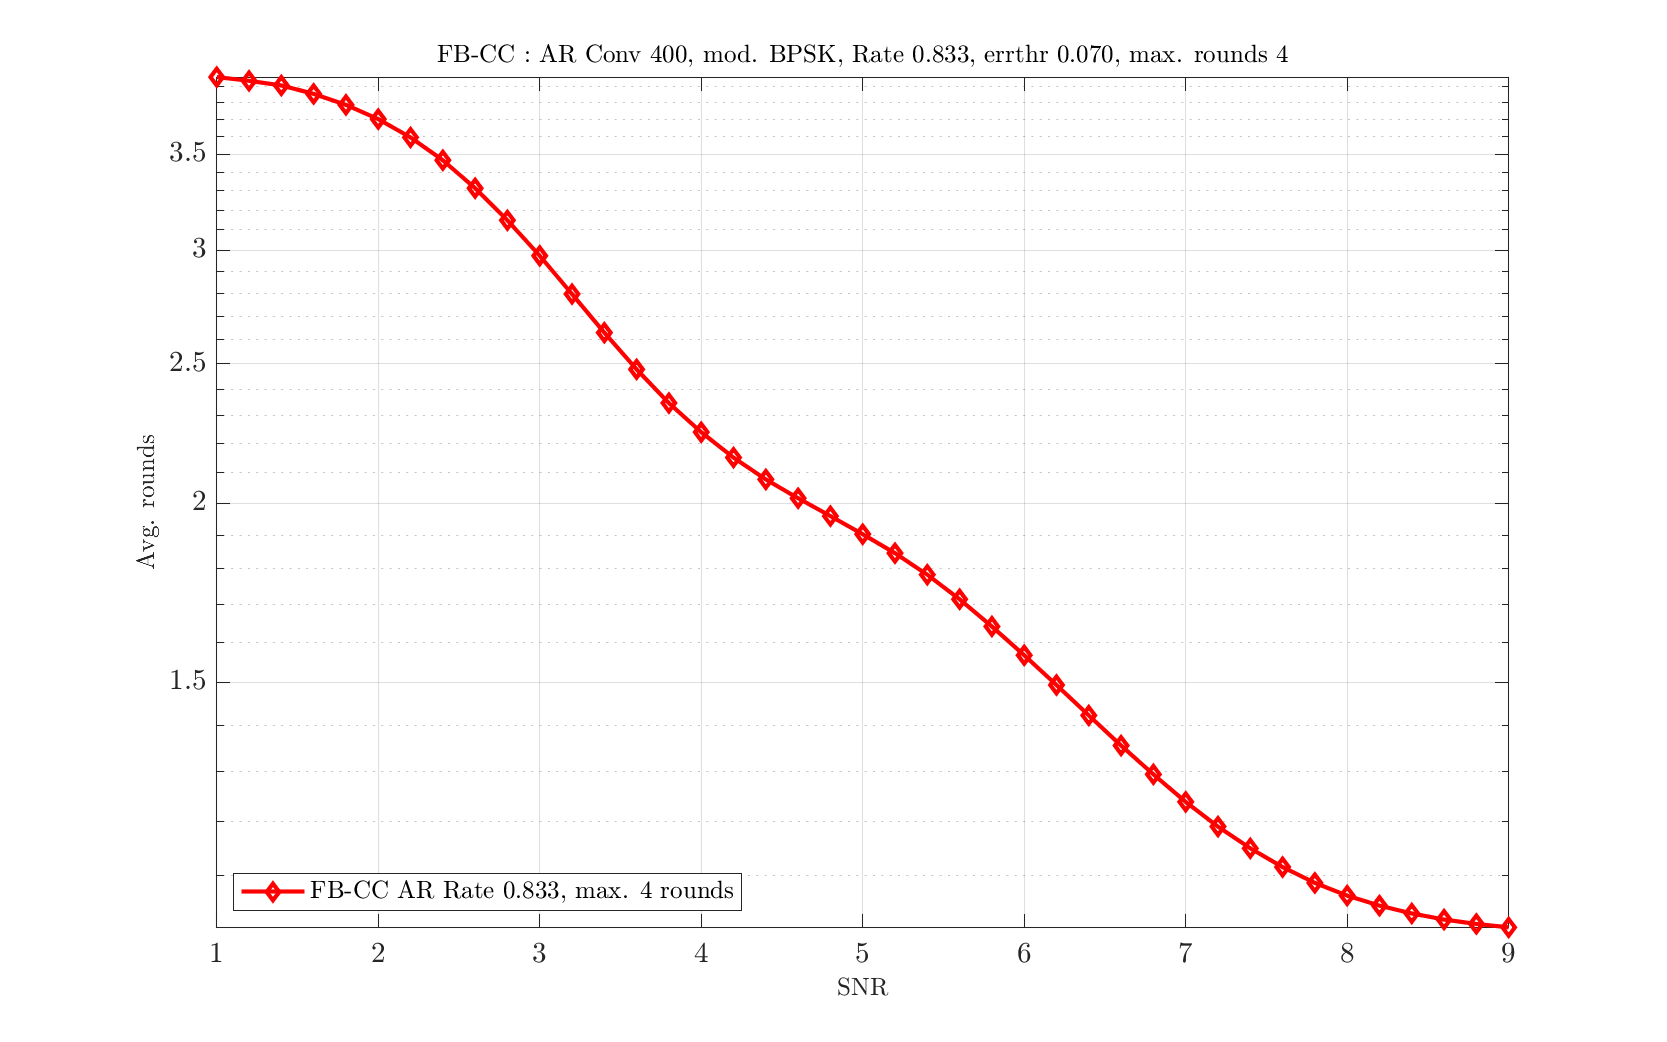 FB-CC : AR Conv 400, mod. BPSK, Rate 0.833, errthr 0.070, max. rounds 4
3.5
3
2.5
2
1.5
Avg. rounds
FB-CC AR Rate 0.833, max. 4 rounds
1 2 3 4 5 6 7 8 9
SNR